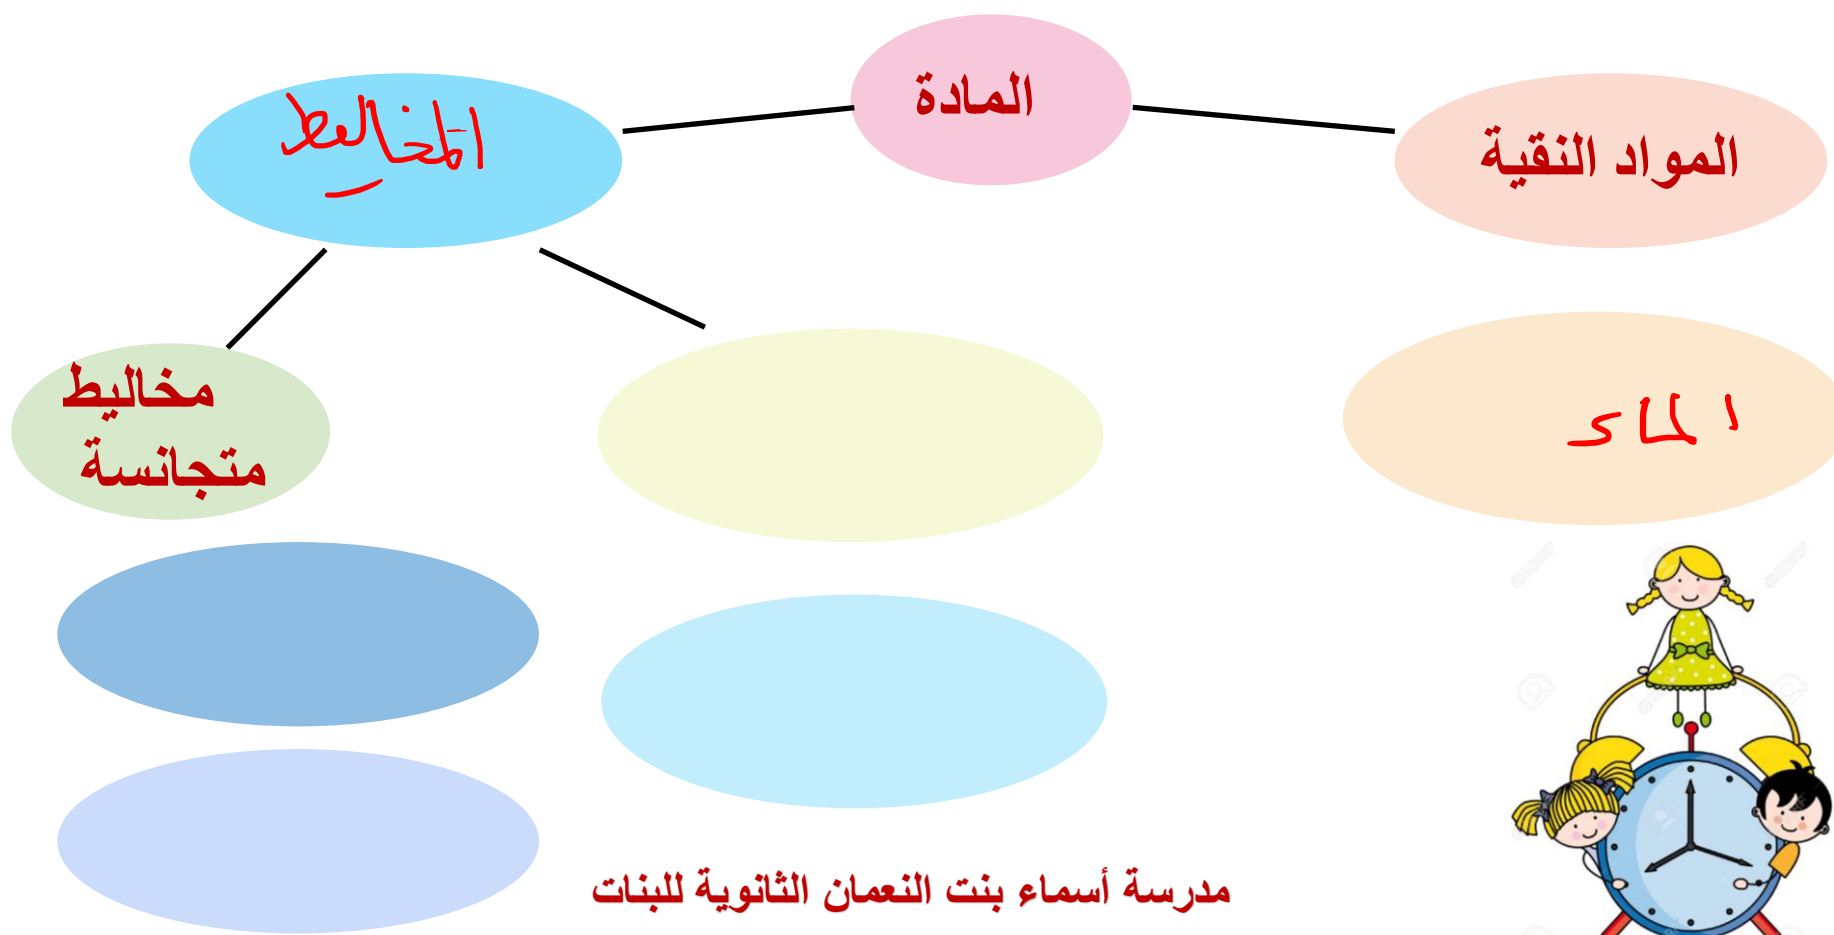 المادة
المواد النقية
المخاليط
مخاليط
متجانسة
الماء
مدرسة أسماء بنت النعمان الثانوية للبنات